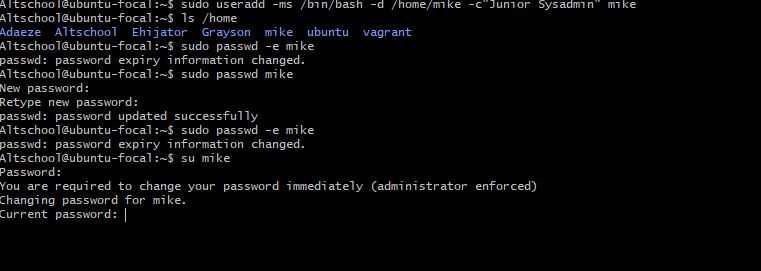 Altschool@ubuntu-focal:~$ sudo useradd -ms /bin/bash -d /home/mike -c"Junior Sysadmin" mike
Altschool@ubuntu-focal:~$ ls /home
Adaeze Altschool Ehijator Grayson mike ubuntu vagrant
Altschool@ubuntu-focal:~$ sudo passwd -e mike
passwd: password expiry information changed.
Altschool@ubuntu-focal:~$ sudo passwd mike
New password:
Retype new password:
passwd: password updated successfully
Altschool@ubuntu-focal:~$ sudo passwd -e mike
passwd: password expiry information changed.
Altschool@ubuntu-focal:~$ su mike
Password:
You are required to change your password immediately (administrator enforced)
Changing password for mike.
Current password: